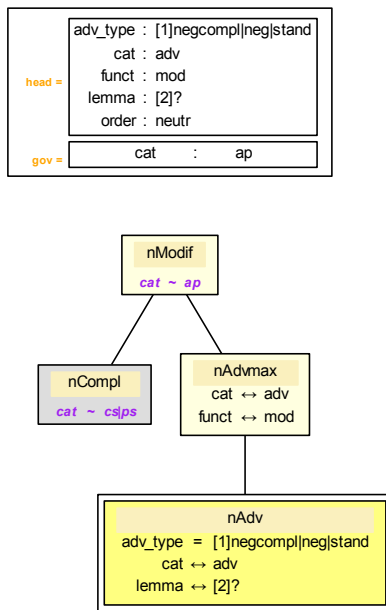 head =
adv_type : [1]negcompl|neg|stand
cat : adv
funct : mod
lemma : [2]?
order : neutr
gov =
cat : ap
nModif
cat ~ ap
nCompl
cat ~ cs|ps
nAdvmax
cat ↔ adv
funct ↔ mod
nAdv
adv_type = [1]negcompl|neg|stand
cat ↔ adv
lemma ↔ [2]?